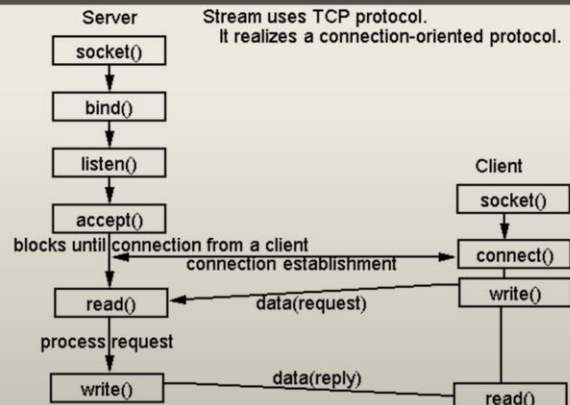 Server
Stream uses TCP protocol.
It realizes a connection-oriented protocol.
socket()
bind()
listen()
Client
socket()
accept()
blocks until connection from a client
connect()
connection establishment
write()
read()
data(request)
process request
data(reply)
write()
read()